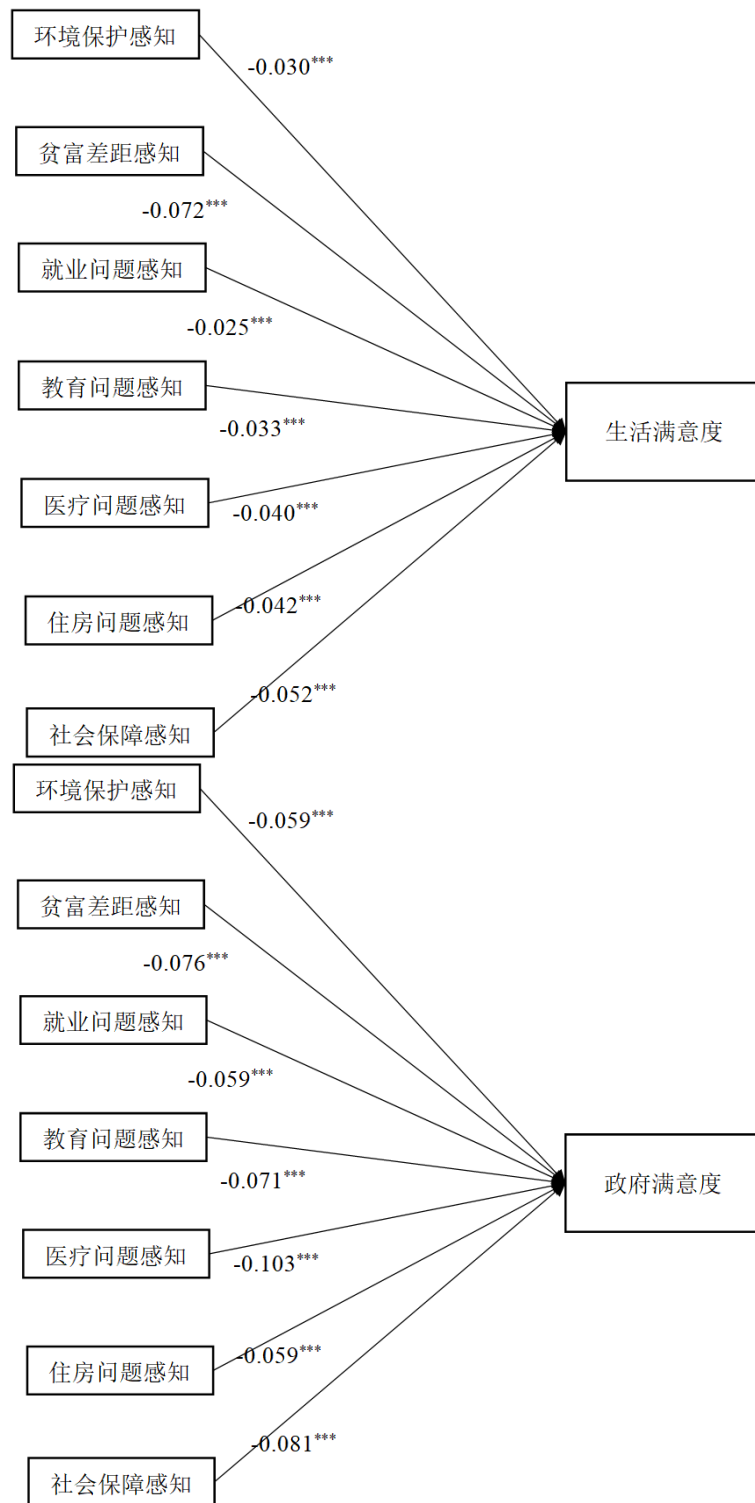 环境保护感知
-0.030***
贫富差距感知
-0.072***
就业问题感知
-0.025***
教育问题感知
-0.033***
生活满意度
医疗问题感知
-0.040***
住房问题感知
-0.042***
社会保障感知
-0.052***
环境保护感知
-0.059***
贫富差距感知
-0.076***
就业问题感知
-0.059***
教育问题感知
-0.071***
政府满意度
医疗问题感知
-0.103***
住房问题感知
-0.059***
社会保障感知
-0.081***